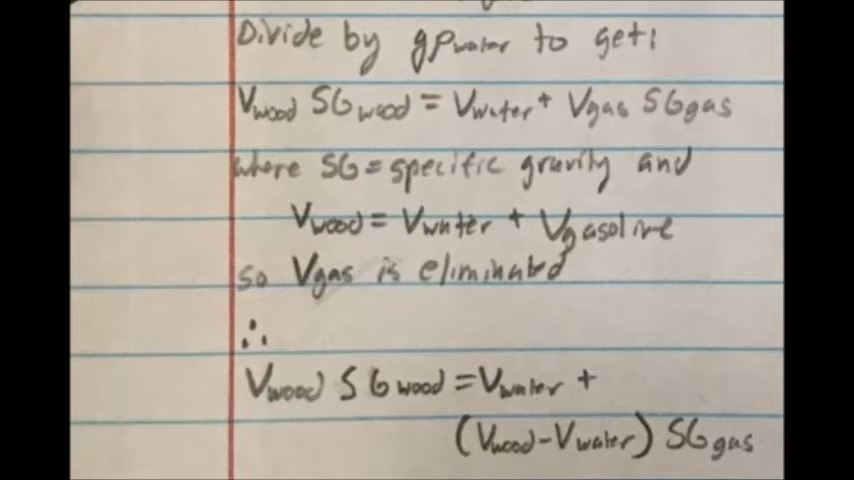 Divide by gρwater to get:
Vwood SGwood = Vwater + Vgas SGgas
where SG = specific gravity and
Vwood = Vwater + Vgasoline
so Vgas is eliminated
∴
Vwood SGwood = Vwater +
(Vwood-Vwater) SGgas